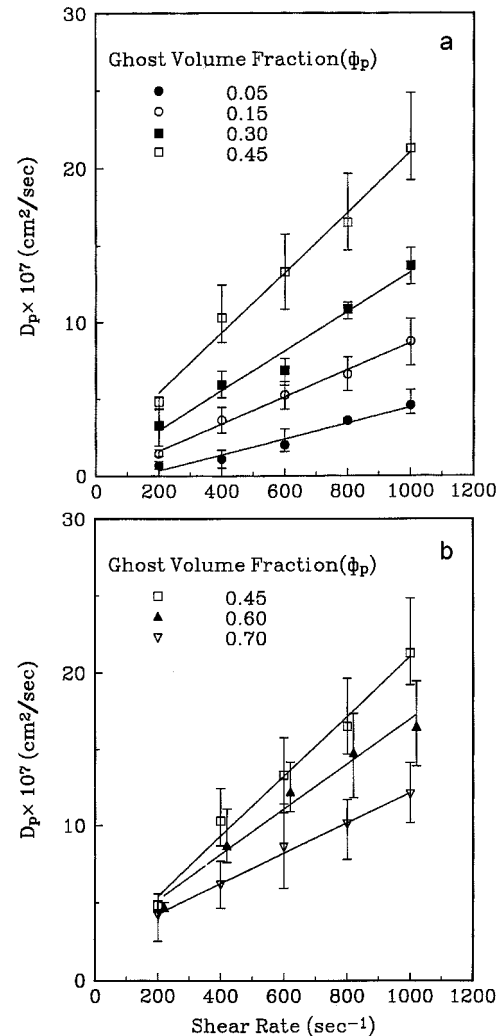 30
a
Ghost Volume Fraction(ϕp)
0.05
0.15
0.30
0.45
20
10
0
Dp × 10⁷ (cm²/sec)
0 200 400 600 800 1000 1200
30
b
Ghost Volume Fraction(ϕp)
0.45
0.60
0.70
20
10
0
Dp × 10⁷ (cm²/sec)
0 200 400 600 800 1000 1200
Shear Rate (sec⁻¹)